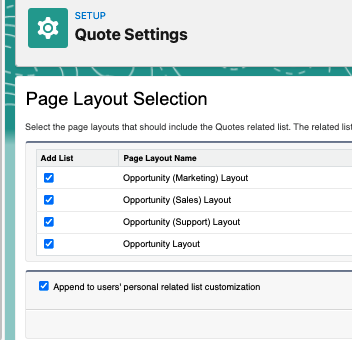 SETUP
Quote Settings
Page Layout Selection
Select the page layouts that should include the Quotes related list. The related list
Add List Page Layout Name
Opportunity (Marketing) Layout
Opportunity (Sales) Layout
Opportunity (Support) Layout
Opportunity Layout
Append to users' personal related list customization